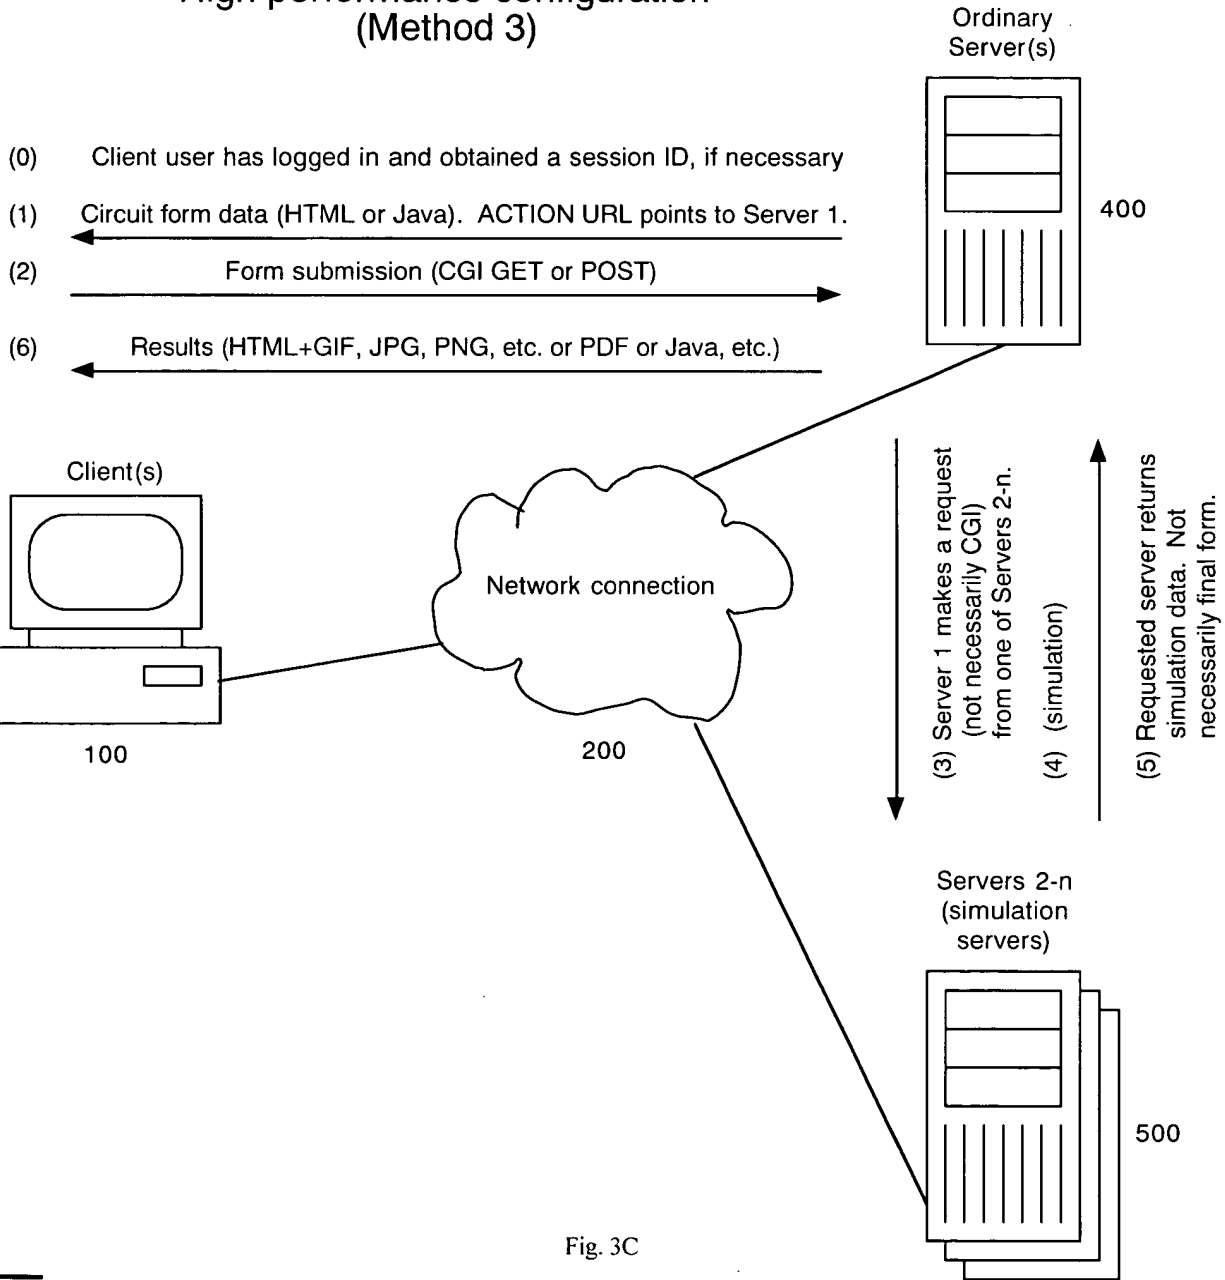 High performance configuration
(Method 3)
Ordinary
Server(s)
(0) Client user has logged in and obtained a session ID, if necessary
(1) Circuit form data (HTML or Java). ACTION URL points to Server 1.
400
(2) Form submission (CGI GET or POST)
(6) Results (HTML+GIF, JPG, PNG, etc. or PDF or Java, etc.)
Client(s)
100
Network connection
200
(3) Server 1 makes a request
(not necessarily CGI)
from one of Servers 2-n.
(4) (simulation)
(5) Requested server returns
simulation data. Not
necessarily final form.
Servers 2-n
(simulation
servers)
500
Fig. 3C